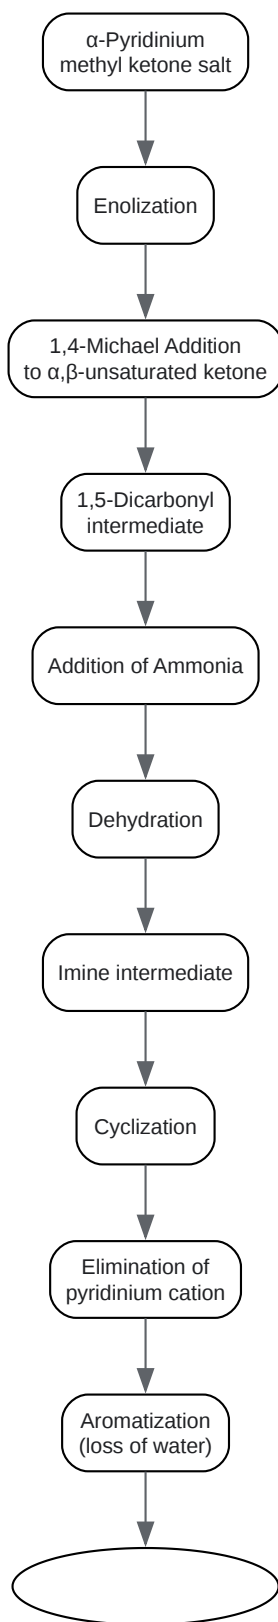 α-Pyridinium
methyl ketone salt
Enolization
1,4-Michael Addition
to α,β-unsaturated ketone
1,5-Dicarbonyl
intermediate
Addition of Ammonia
Dehydration
Imine intermediate
Cyclization
Elimination of
pyridinium cation
Aromatization
(loss of water)